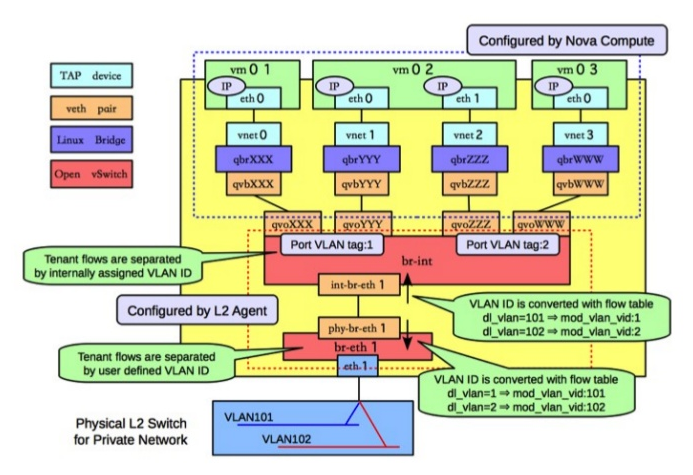 Configured by Nova Compute
vm 0 1
vm 0 2
vm 0 3
IP
IP
IP
IP
eth 0
eth 0
eth 1
eth 0
TAP device
veth pair
Linux Bridge
Open vSwitch
vnet 0
vnet 1
vnet 2
vnet 3
qbrXXX
qbrYYY
qbrZZZ
qbrWWW
qvbXXX
qvbYYY
qvbZZZ
qvbWWW
qvoXXX
qvoYYY
qvoZZZ
qvoWWW
Port VLAN tag:1
Port VLAN tag:2
br-int
Tenant flows are separated
by internally assigned VLAN ID
int-br-eth 1
Configured by L2 Agent
VLAN ID is converted with flow table
dl_vlan=101 ⇒ mod_vlan_vid:1
dl_vlan=102 ⇒ mod_vlan_vid:2
phy-br-eth 1
br-eth 1
Tenant flows are separated
by user defined VLAN ID
eth 1
VLAN ID is converted with flow table
dl_vlan=1 ⇒ mod_vlan_vid:101
dl_vlan=2 ⇒ mod_vlan_vid:102
Physical L2 Switch
for Private Network
VLAN101
VLAN102